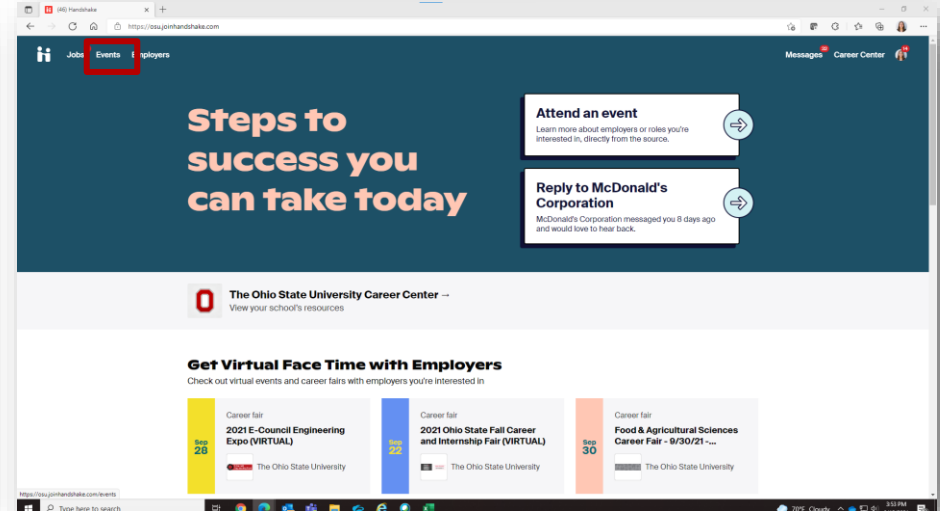 (46) Handshake
https://osu.joinhandshake.com
Jobs Events Employers
Messages Career Center
Steps to
success you
can take today
Attend an event
Learn more about employers or roles you're
interested in, directly from the source.
Reply to McDonald's
Corporation
McDonald's Corporation messaged you 8 days ago
and would love to hear back.
The Ohio State University Career Center →
View your school's resources
Get Virtual Face Time with Employers
Check out virtual events and career fairs with employers you're interested in
Sep
28
Career fair
2021 E-Council Engineering
Expo (VIRTUAL)
The Ohio State University
Sep
22
Career fair
2021 Ohio State Fall Career
and Internship Fair (VIRTUAL)
The Ohio State University
Sep
30
Career fair
Food & Agricultural Sciences
Career Fair - 9/30/21 -...
The Ohio State University
https://osu.joinhandshake.com/events
Type here to search
78°F Cloudy
3:53 PM